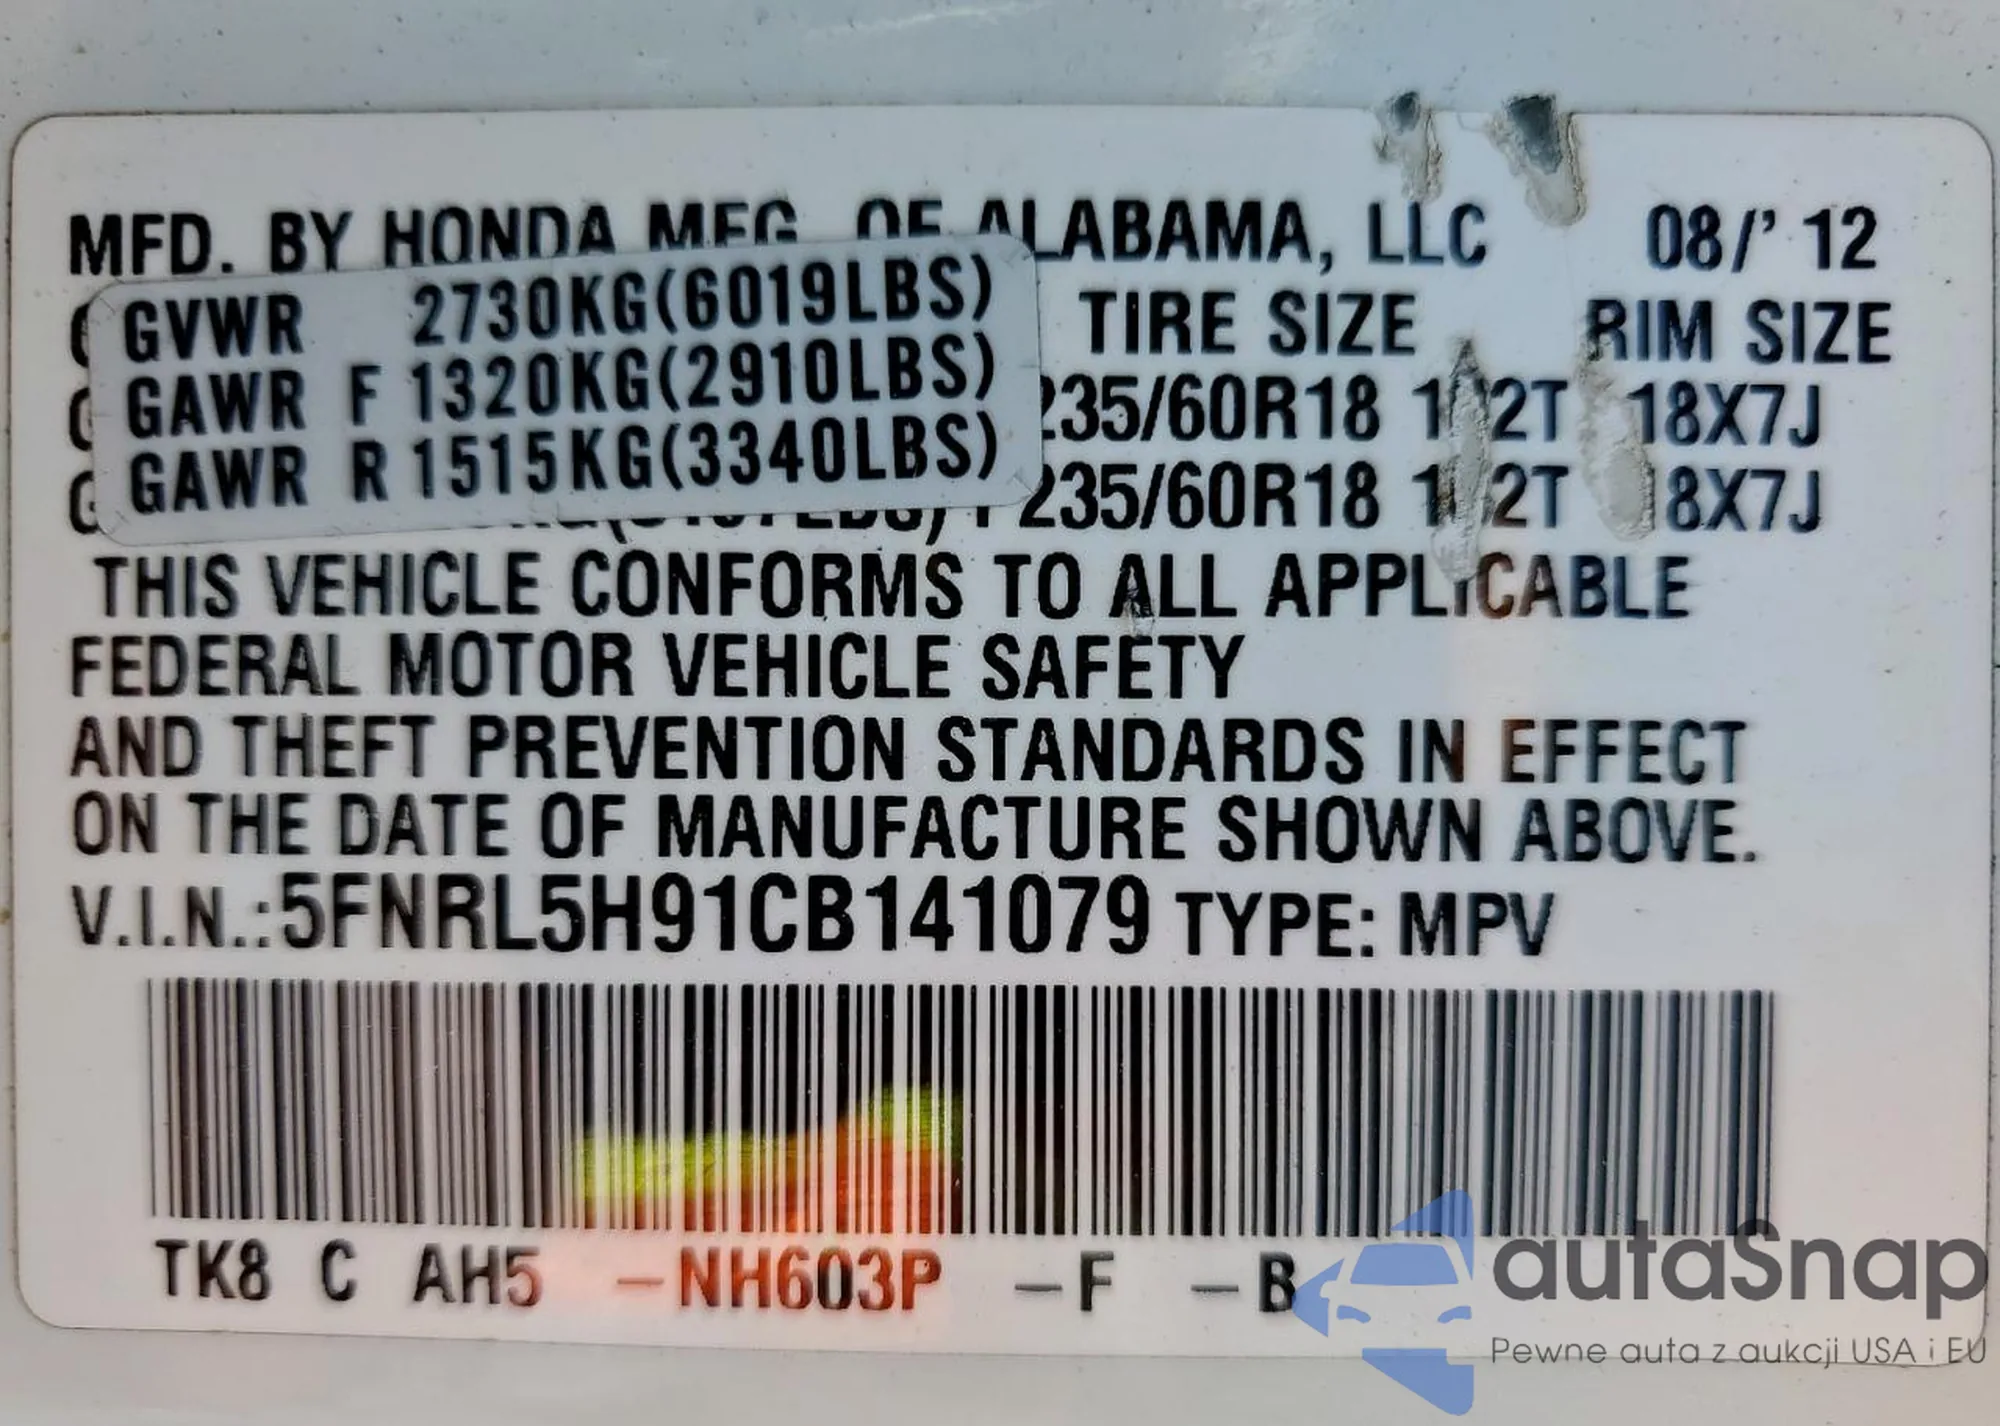 MFD. BY HONDA MFG. OF ALABAMA, LLC 08/'12
GVWR 2730KG(6019LBS) TIRE SIZE RIM SIZE
GAWR F 1320KG(2910LBS) 235/60R18 102T 18X7J
GAWR R 1515KG(3340LBS) P235/60R18 102T 18X7J
THIS VEHICLE CONFORMS TO ALL APPLICABLE
FEDERAL MOTOR VEHICLE SAFETY
AND THEFT PREVENTION STANDARDS IN EFFECT
ON THE DATE OF MANUFACTURE SHOWN ABOVE.
V.I.N.:5FNRL5H91CB141079 TYPE: MPV
TK8 C AH5 -NH603P -F -B
autaSnap
Pewne auta z aukcji USA i EU